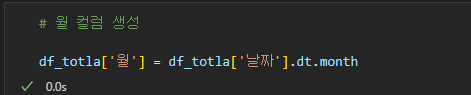 # 월 컬럼 생성
df_totla['월'] = df_totla['날짜'].dt.month
0.0s